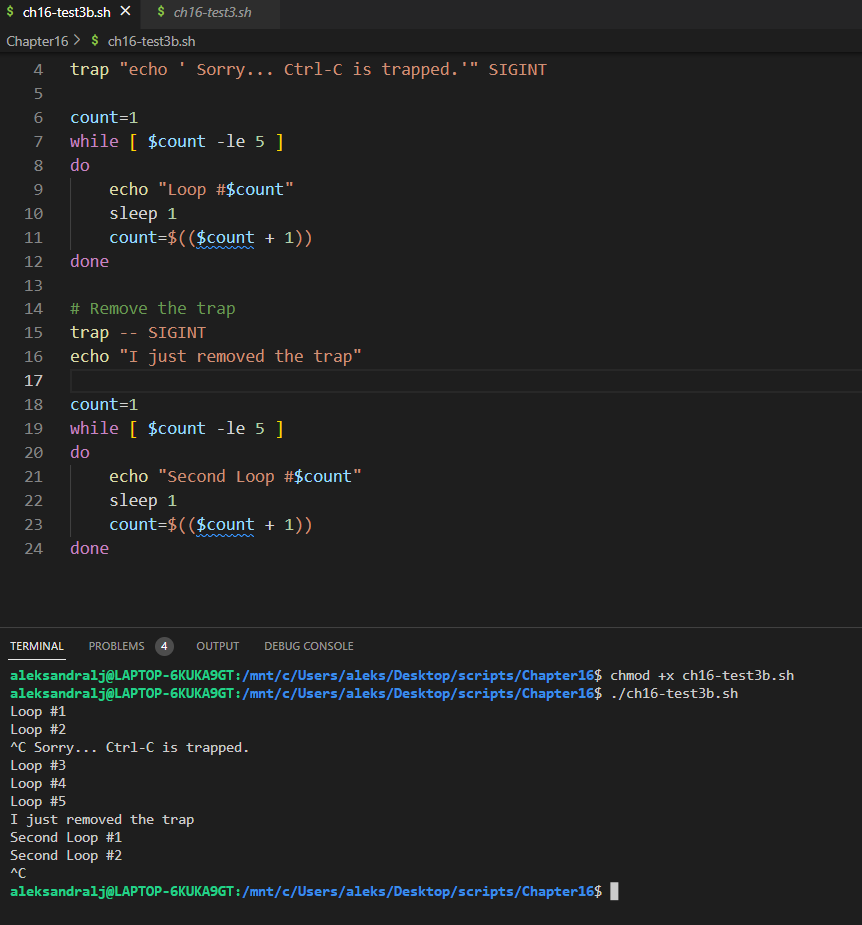 $ ch16-test3b.sh × $ ch16-test3.sh
Chapter16 > $ ch16-test3b.sh
4 trap "echo ' Sorry... Ctrl-C is trapped.'" SIGINT
5
6 count=1
7 while [ $count -le 5 ]
8 do
9 echo "Loop #$count"
10 sleep 1
11 count=$(($count + 1))
12 done
13
14 # Remove the trap
15 trap -- SIGINT
16 echo "I just removed the trap"
17
18 count=1
19 while [ $count -le 5 ]
20 do
21 echo "Second Loop #$count"
22 sleep 1
23 count=$(($count + 1))
24 done
TERMINAL PROBLEMS 4 OUTPUT DEBUG CONSOLE
aleksandralj@LAPTOP-6KUKA9GT:/mnt/c/Users/aleks/Desktop/scripts/Chapter16$ chmod +x ch16-test3b.sh
aleksandralj@LAPTOP-6KUKA9GT:/mnt/c/Users/aleks/Desktop/scripts/Chapter16$ ./ch16-test3b.sh
Loop #1
Loop #2
^C Sorry... Ctrl-C is trapped.
Loop #3
Loop #4
Loop #5
I just removed the trap
Second Loop #1
Second Loop #2
^C
aleksandralj@LAPTOP-6KUKA9GT:/mnt/c/Users/aleks/Desktop/scripts/Chapter16$